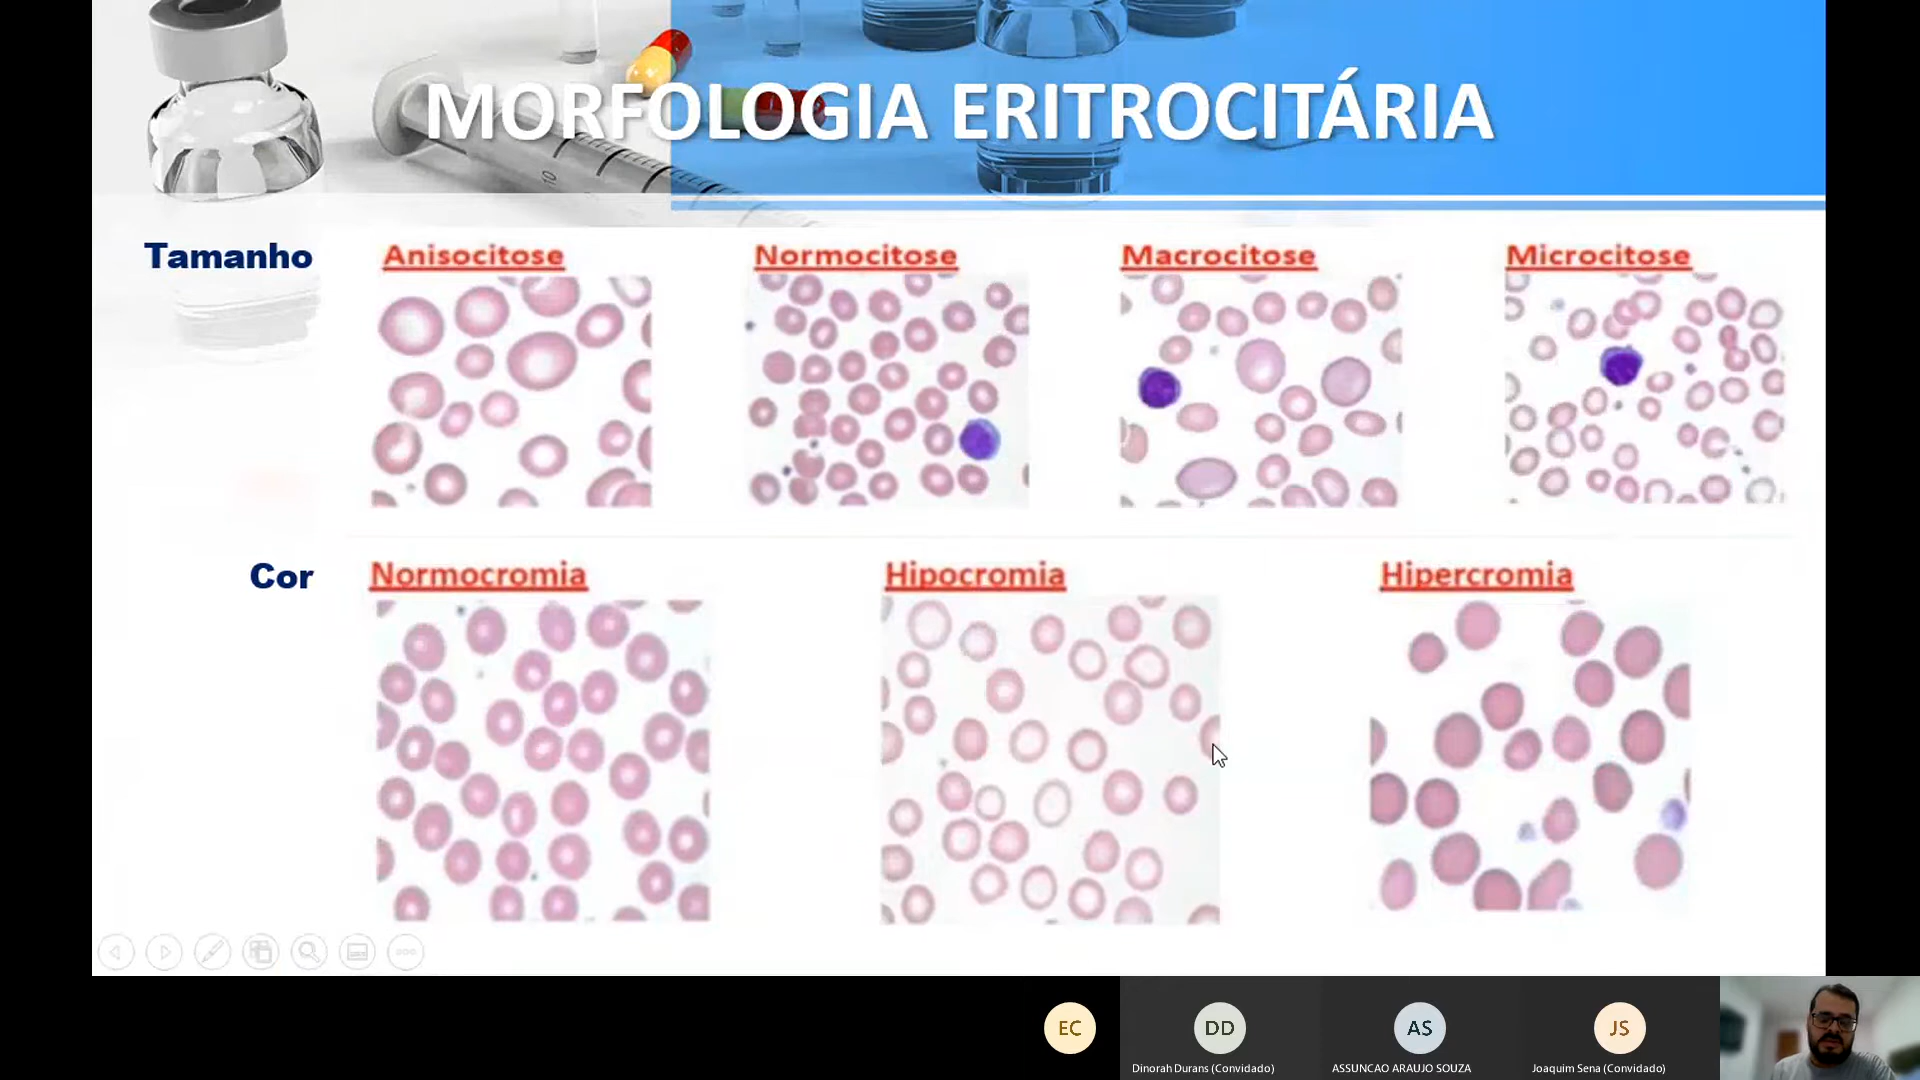 MORFOLOGIA ERITROCITÁRIA
Tamanho
Anisocitose
Normocitose
Macrocitose
Microcitose
Cor
Normocromia
Hipocromia
Hipercromia
EC
DD
AS
JS
Dinorah Durans (Convidado)
ASSUNCAO ARAUJO SOUZA
Joaquim Sena (Convidado)
10